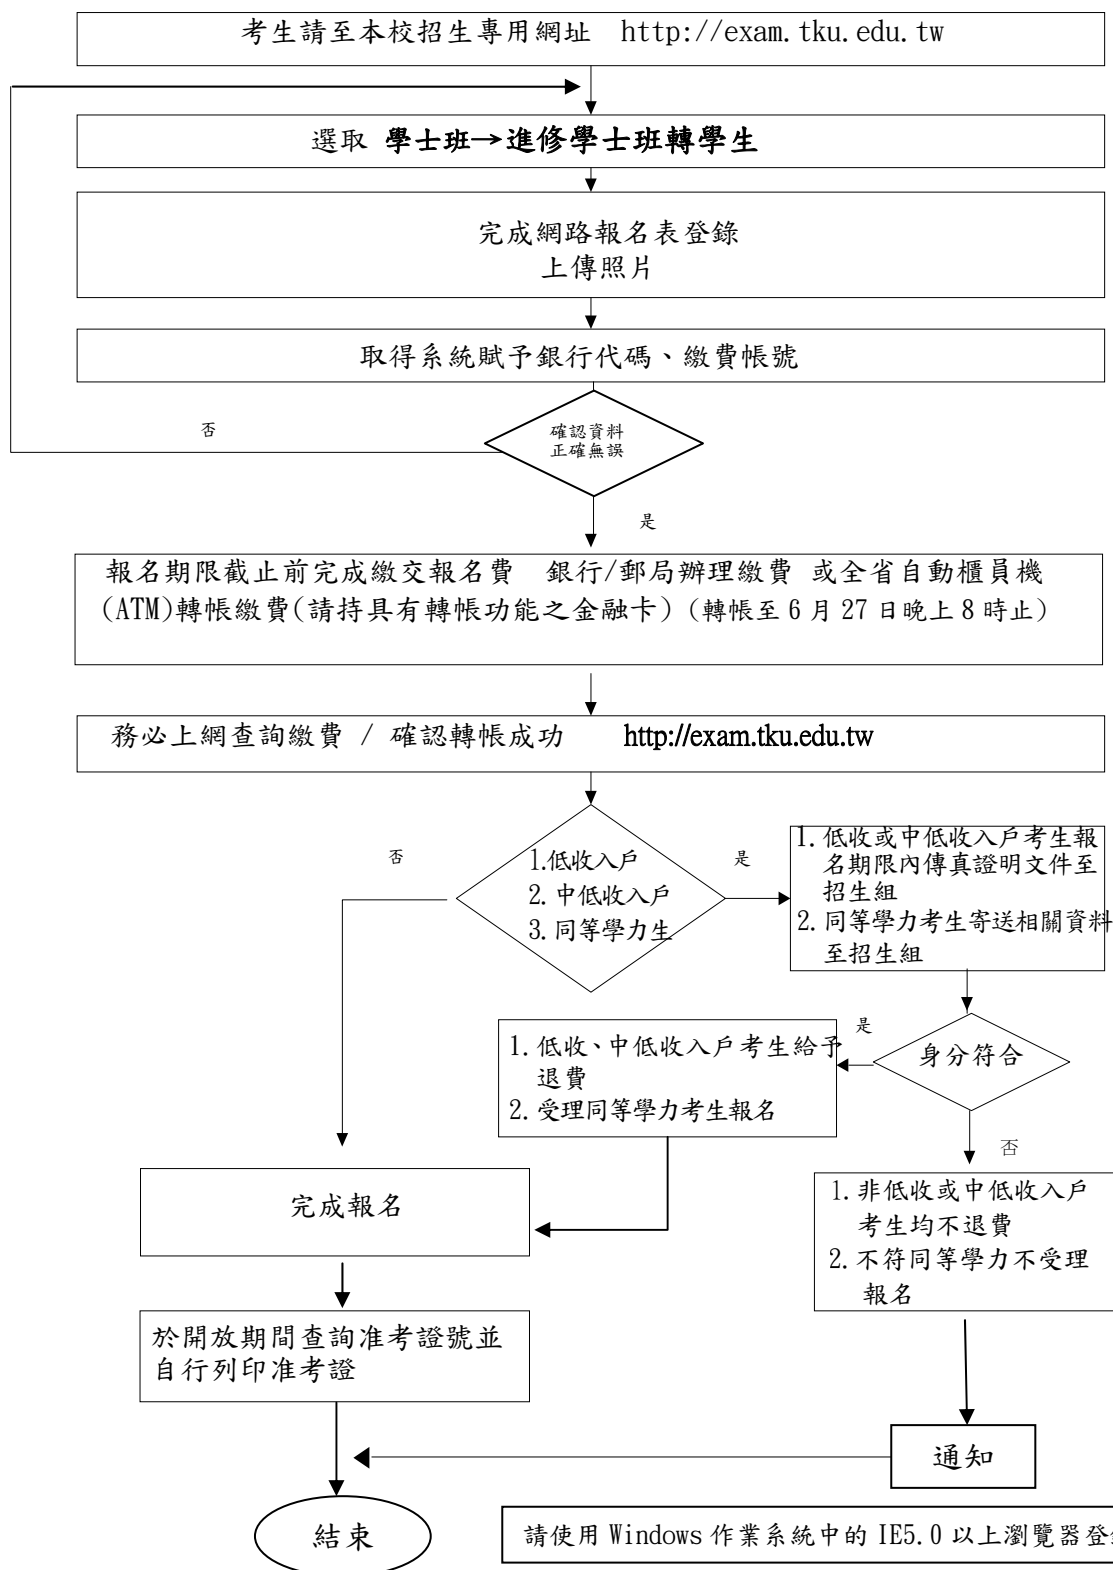 考生請至本校招生專用網址 http://exam.tku.edu.tw
選取 學士班→進修學士班轉學生
完成網路報名表登錄
上傳照片
取得系統賦予銀行代碼、繳費帳號
否
確認資料
正確無誤
是
報名期限截止前完成繳交報名費 銀行/郵局辦理繳費 或全省自動櫃員機
(ATM)轉帳繳費(請持具有轉帳功能之金融卡) (轉帳至 6 月 27 日晚上 8 時止)
務必上網查詢繳費 / 確認轉帳成功 http://exam.tku.edu.tw
否
1.低收入戶
2.中低收入戶
3.同等學力生
是
1.低收或中低收入戶考生報
名期限內傳真證明文件至
招生組
2.同等學力考生寄送相關資料
至招生組
身分符合
是
1.低收、中低收入戶考生給予
退費
2.受理同等學力考生報名
否
1.非低收或中低收入戶
考生均不退費
2.不符同等學力不受理
報名
完成報名
於開放期間查詢准考證號並
自行列印准考證
通知
結束
請使用 Windows 作業系統中的 IE5.0 以上瀏覽器登